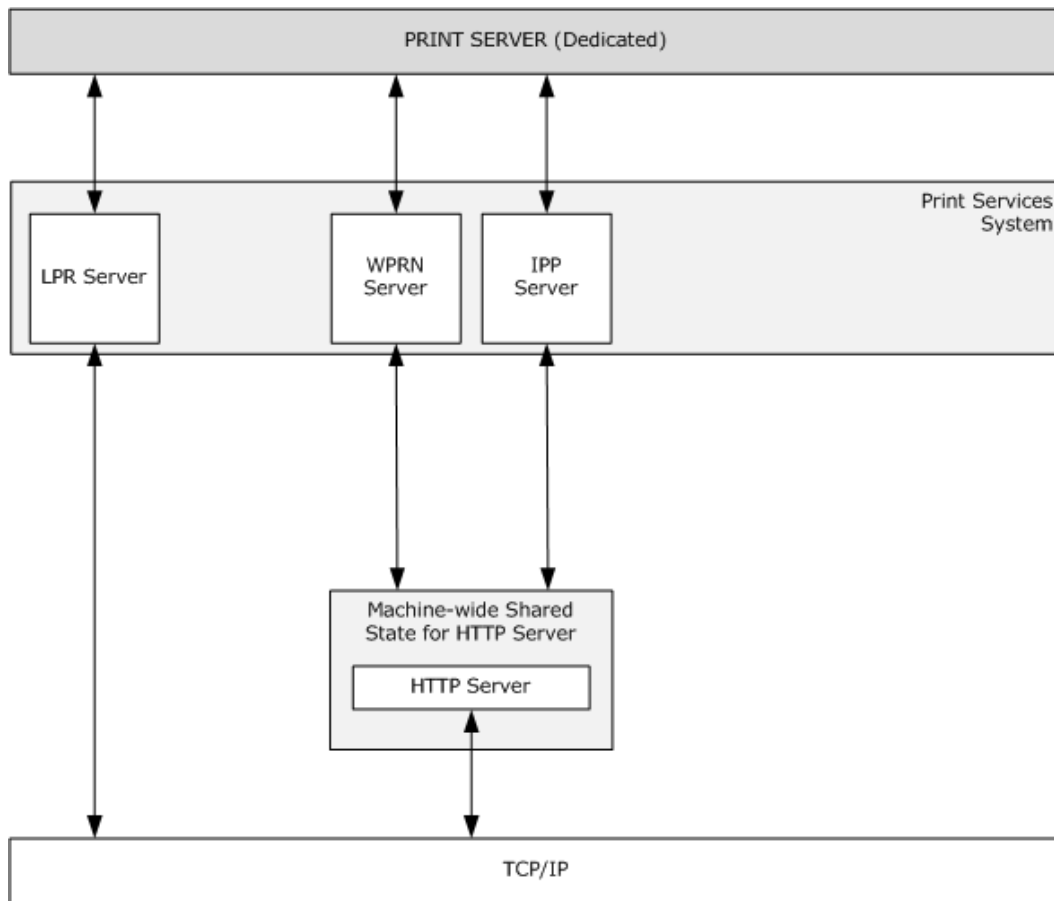 PRINT SERVER (Dedicated)
Print Services
System
LPR Server
WPRN
Server
IPP
Server
Machine-wide Shared
State for HTTP Server
HTTP Server
TCP/IP